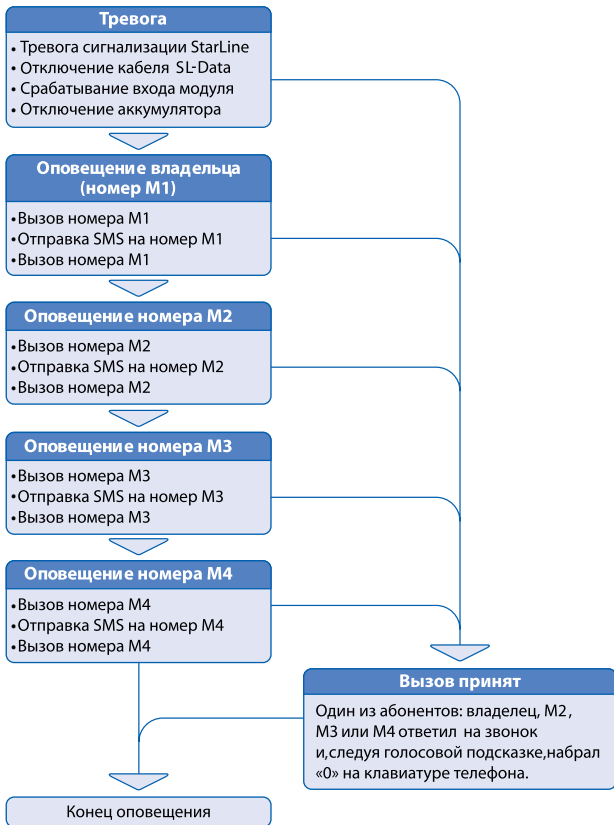 Тревога
• Тревога сигнализации StarLine
• Отключение кабеля SL-Data
• Срабатывание входа модуля
• Отключение аккумулятора
Оповещение владельца
(номер М1)
• Вызов номера М1
• Отправка SMS на номер М1
• Вызов номера М1
Оповещение номера М2
• Вызов номера М2
• Отправка SMS на номер М2
• Вызов номера М2
Оповещение номера М3
• Вызов номера М3
• Отправка SMS на номер М3
• Вызов номера М3
Оповещение номера М4
• Вызов номера М4
• Отправка SMS на номер М4
• Вызов номера М4
Вызов принят
Один из абонентов: владелец, М2,
М3 или М4 ответил на звонок
и,следуя голосовой подсказке,набрал
«0» на клавиатуре телефона.
Конец оповещения